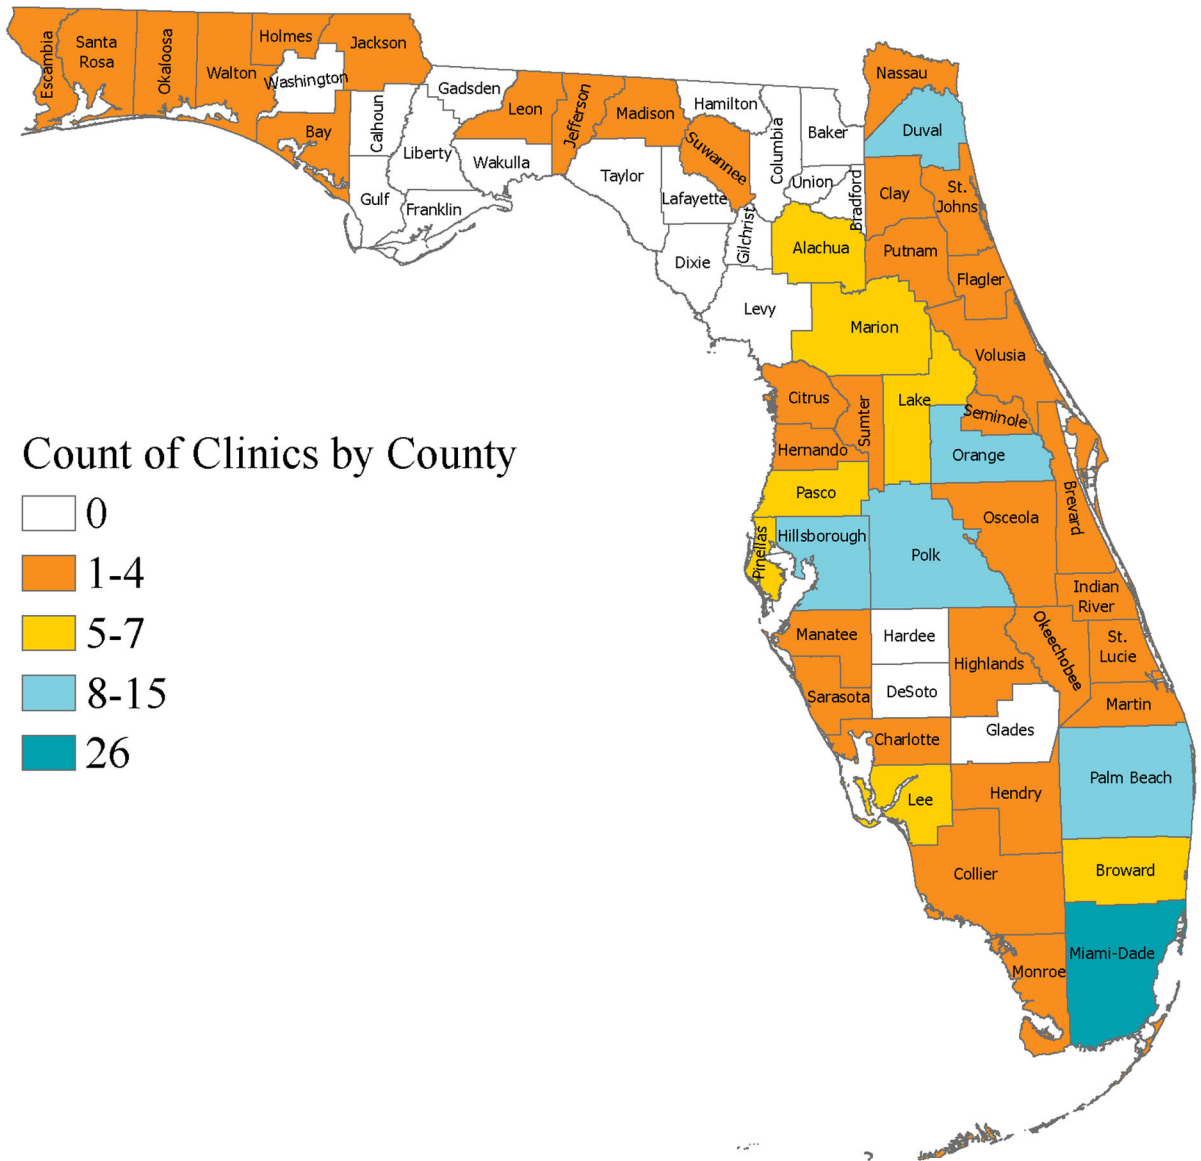 Escambia
Santa
Rosa
Okaloosa
Walton
Holmes
Washington
Jackson
Bay
Calhoun
Gulf
Gadsden
Liberty
Franklin
Leon
Wakulla
Jefferson
Madison
Taylor
Hamilton
Suwannee
Lafayette
Dixie
Columbia
Gilchrist
Baker
Union
Bradford
Nassau
Duval
Clay
St.
Johns
Alachua
Putnam
Flagler
Levy
Marion
Volusia
Citrus
Sumter
Lake
Seminole
Hernando
Orange
Pasco
Brevard
Osceola
Pinellas
Hillsborough
Polk
Indian
River
Manatee
Hardee
Highlands
Okeechobee
St.
Lucie
Sarasota
DeSoto
Martin
Charlotte
Glades
Lee
Hendry
Palm Beach
Collier
Broward
Monroe
Miami-Dade
Count of Clinics by County
0
1-4
5-7
8-15
26